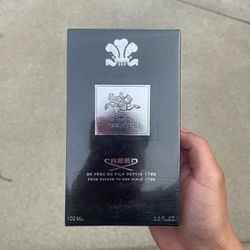 CREED
DE PÈRE EN FILS DEPUIS 1760
FROM FATHER TO SON SINCE 1760
100 ML 3.3 FL.OZ.